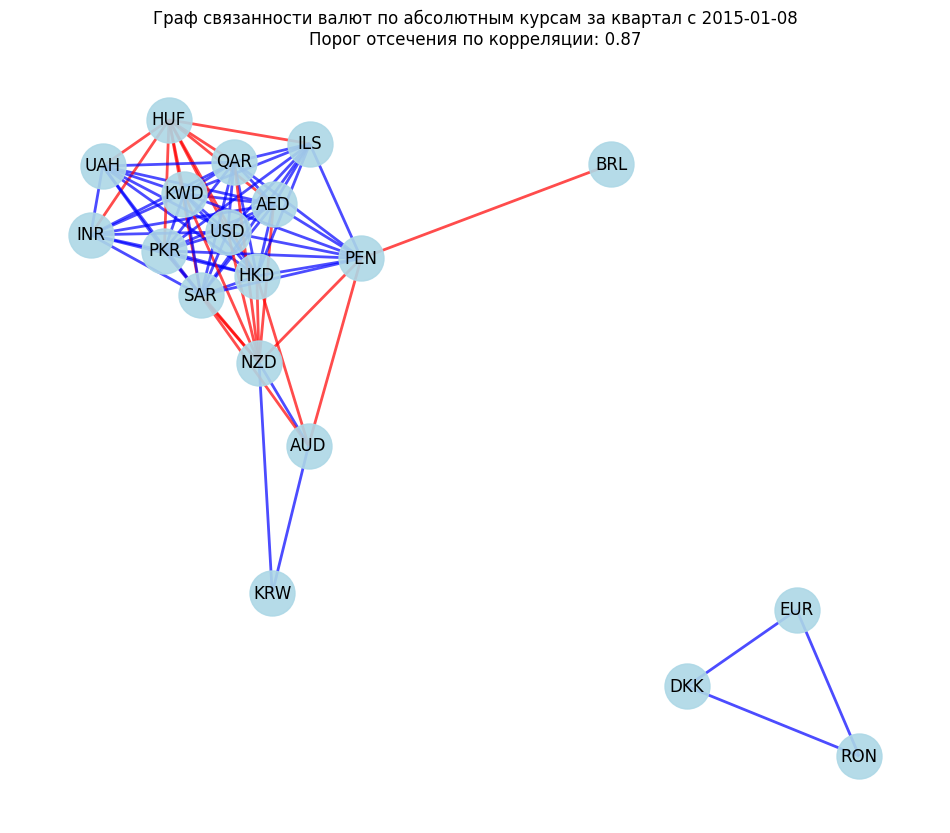 Граф связанности валют по абсолютным курсам за квартал с 2015-01-08
Порог отсечения по корреляции: 0.87
HUF
ILS
UAH
QAR
BRL
KWD
AED
INR
USD
PKR
PEN
HKD
SAR
NZD
AUD
KRW
EUR
DKK
RON